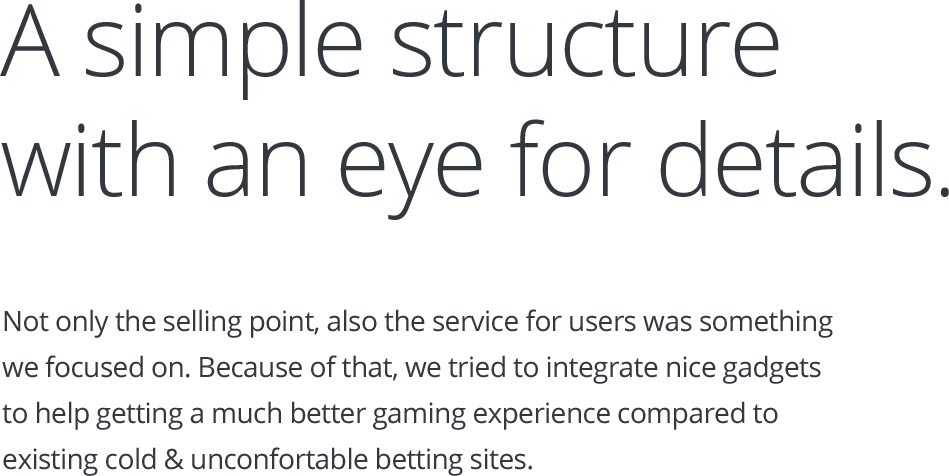 A simple structure
with an eye for details.
Not only the selling point, also the service for users was something
we focused on. Because of that, we tried to integrate nice gadgets
to help getting a much better gaming experience compared to
existing cold & unconfortable betting sites.